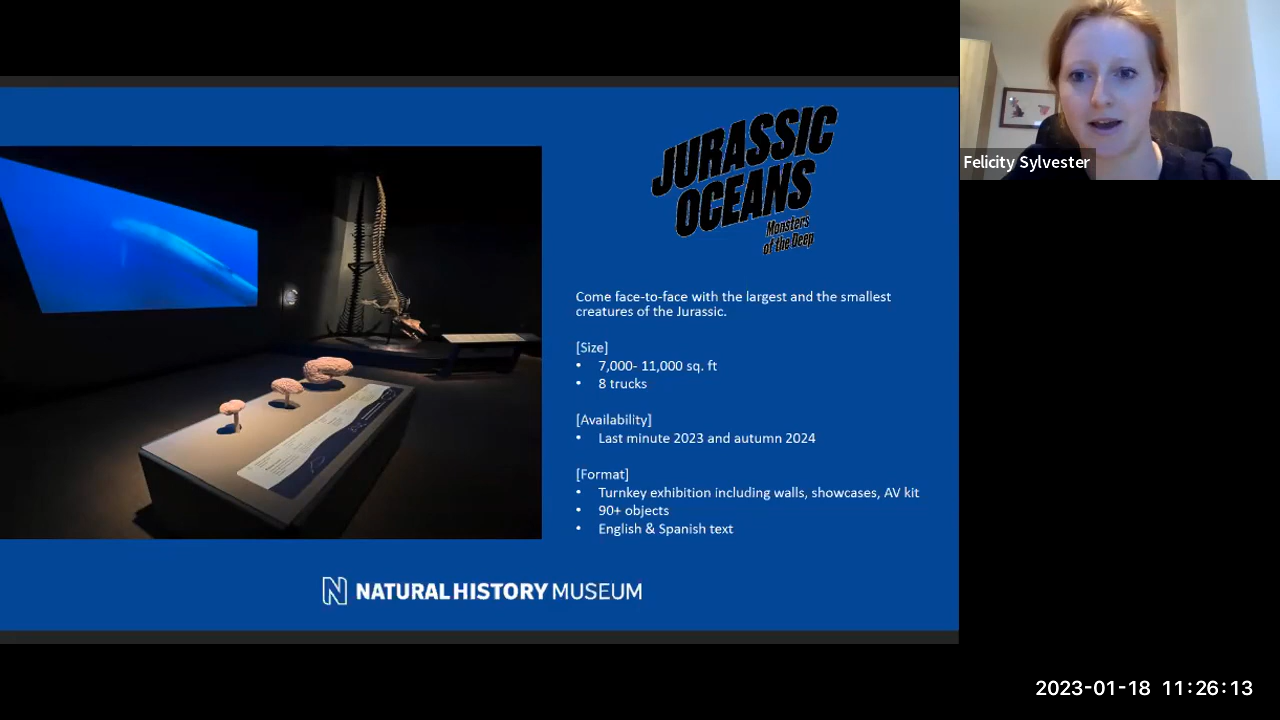 JURASSIC
OCEANS
Monsters
of the Deep
Felicity Sylvester
Come face-to-face with the largest and the smallest
creatures of the Jurassic.
[Size]
• 7,000- 11,000 sq. ft
• 8 trucks
[Availability]
• Last minute 2023 and autumn 2024
[Format]
• Turnkey exhibition including walls, showcases, AV kit
• 90+ objects
• English & Spanish text
N NATURAL HISTORY MUSEUM
2023-01-18 11:26:13